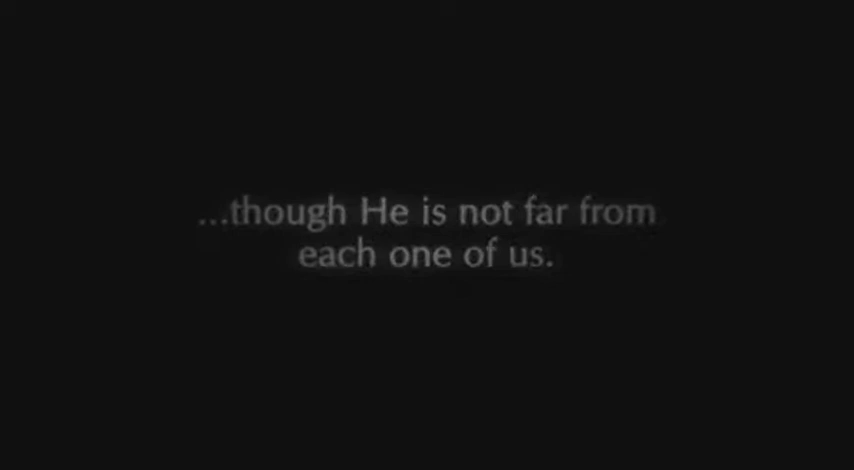 ...though He is not far from
each one of us.